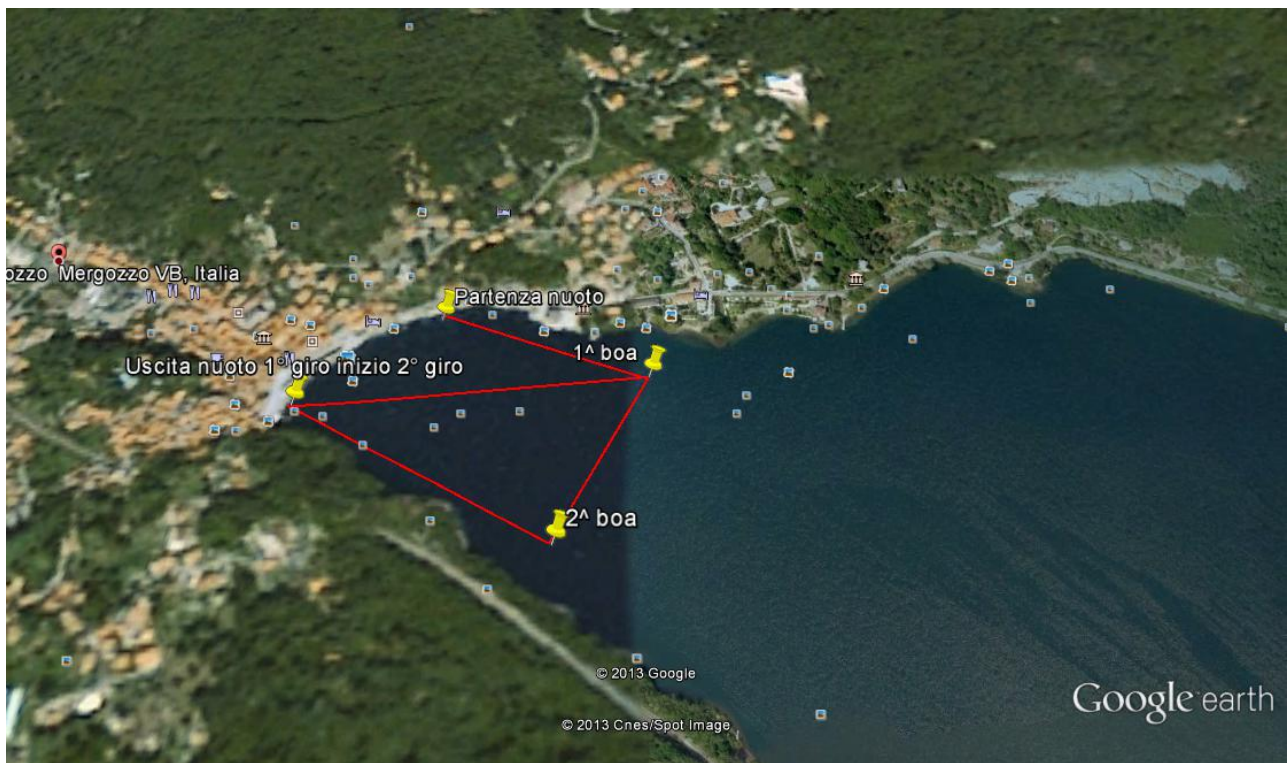 Partenza nuoto
ozzo Mergozzo VB, Italia
1^ boa
Uscita nuoto 1° giro inizio 2° giro
2^ boa
© 2013 Google
© 2013 Cnes/Spot Image
Google earth